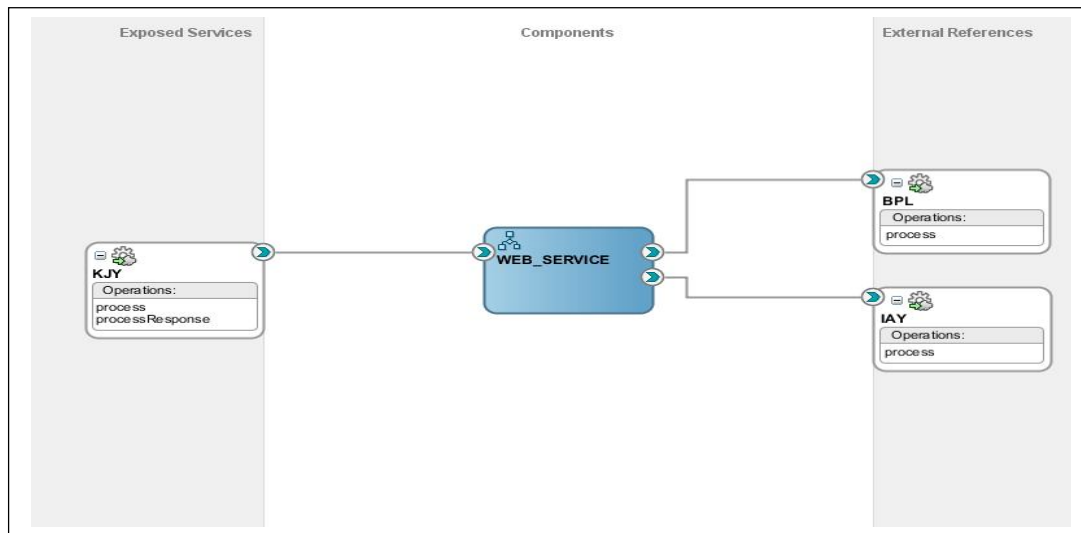 Exposed Services
Components
External References
KJY
Operations:
process
processResponse
WEB_SERVICE
BPL
Operations:
process
IAY
Operations:
process